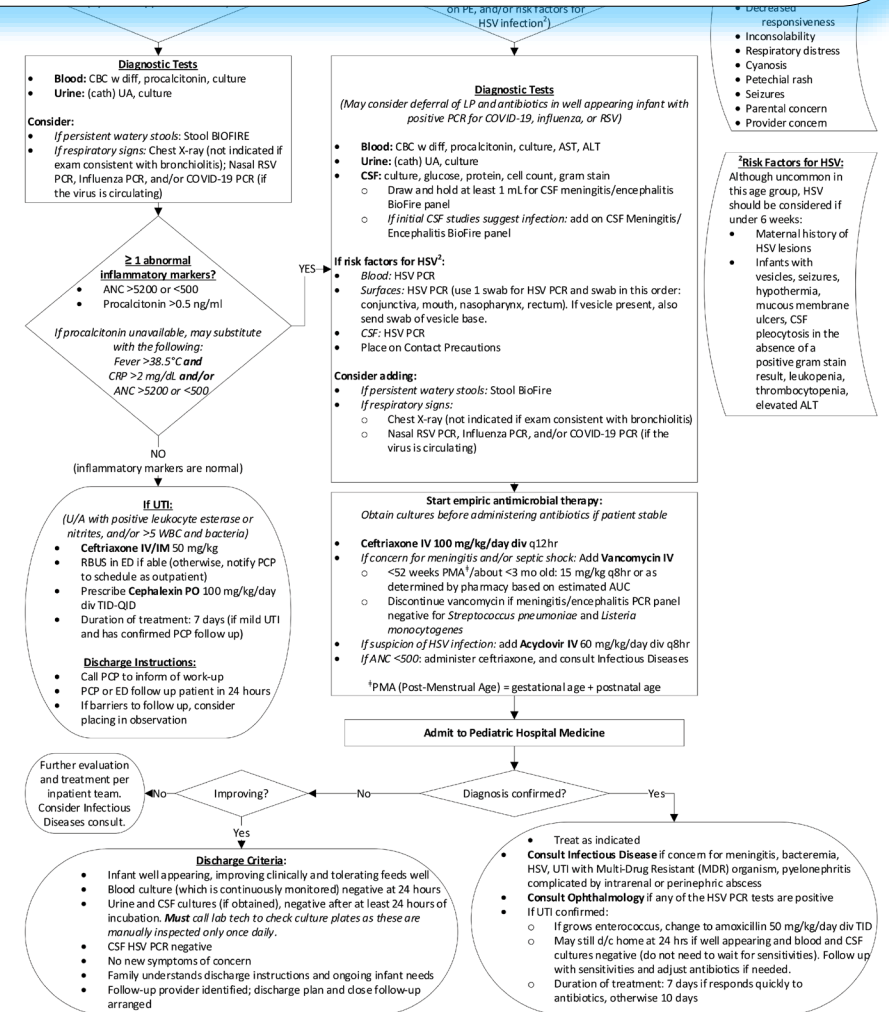 on PE, and/or risk factors for
HSV infection²)
Decreased
responsiveness
• Inconsolability
• Respiratory distress
• Cyanosis
• Petechial rash
• Seizures
• Parental concern
• Provider concern
Diagnostic Tests
• Blood: CBC w diff, procalcitonin, culture
• Urine: (cath) UA, culture
Consider:
• If persistent watery stools: Stool BIOFIRE
• If respiratory signs: Chest X-ray (not indicated if
exam consistent with bronchiolitis); Nasal RSV
PCR, Influenza PCR, and/or COVID-19 PCR (if
the virus is circulating)
≥ 1 abnormal
inflammatory markers?
• ANC >5200 or <500
• Procalcitonin >0.5 ng/ml
If procalcitonin unavailable, may substitute
with the following:
Fever >38.5°C and
CRP >2 mg/dL and/or
ANC >5200 or <500
YES
NO
(inflammatory markers are normal)
If UTI:
(U/A with positive leukocyte esterase or
nitrites, and/or >5 WBC and bacteria)
• Ceftriaxone IV/IM 50 mg/kg
• RBUS in ED if able (otherwise, notify PCP
to schedule as outpatient)
• Prescribe Cephalexin PO 100 mg/kg/day
div TID-QID
• Duration of treatment: 7 days (if mild UTI
and has confirmed PCP follow up)
Discharge Instructions:
• Call PCP to inform of work-up
• PCP or ED follow up patient in 24 hours
• If barriers to follow up, consider
placing in observation
Diagnostic Tests
(May consider deferral of LP and antibiotics in well appearing infant with
positive PCR for COVID-19, influenza, or RSV)
• Blood: CBC w diff, procalcitonin, culture, AST, ALT
• Urine: (cath) UA, culture
• CSF: culture, glucose, protein, cell count, gram stain
o Draw and hold at least 1 mL for CSF meningitis/encephalitis
BioFire panel
o If initial CSF studies suggest infection: add on CSF Meningitis/
Encephalitis BioFire panel
If risk factors for HSV²:
• Blood: HSV PCR
• Surfaces: HSV PCR (use 1 swab for HSV PCR and swab in this order:
conjunctiva, mouth, nasopharynx, rectum). If vesicle present, also
send swab of vesicle base.
• CSF: HSV PCR
• Place on Contact Precautions
Consider adding:
• If persistent watery stools: Stool BioFire
• If respiratory signs:
o Chest X-ray (not indicated if exam consistent with bronchiolitis)
o Nasal RSV PCR, Influenza PCR, and/or COVID-19 PCR (if the
virus is circulating)
²Risk Factors for HSV:
Although uncommon in
this age group, HSV
should be considered if
under 6 weeks:
• Maternal history of
HSV lesions
• Infants with
vesicles, seizures,
hypothermia,
mucous membrane
ulcers, CSF
pleocytosis in the
absence of a
positive gram stain
result, leukopenia,
thrombocytopenia,
elevated ALT
Start empiric antimicrobial therapy:
Obtain cultures before administering antibiotics if patient stable
• Ceftriaxone IV 100 mg/kg/day div q12hr
• If concern for meningitis and/or septic shock: Add Vancomycin IV
o <52 weeks PMA‡/about <3 mo old: 15 mg/kg q8hr or as
determined by pharmacy based on estimated AUC
o Discontinue vancomycin if meningitis/encephalitis PCR panel
negative for Streptococcus pneumoniae and Listeria
monocytogenes
• If suspicion of HSV infection: add Acyclovir IV 60 mg/kg/day div q8hr
• If ANC <500: administer ceftriaxone, and consult Infectious Diseases
‡PMA (Post-Menstrual Age) = gestational age + postnatal age
Admit to Pediatric Hospital Medicine
Diagnosis confirmed?
No
Yes
Improving?
No
Yes
Further evaluation
and treatment per
inpatient team.
Consider Infectious
Diseases consult.
Discharge Criteria:
• Infant well appearing, improving clinically and tolerating feeds well
• Blood culture (which is continuously monitored) negative at 24 hours
• Urine and CSF cultures (if obtained), negative after at least 24 hours of
incubation. Must call lab tech to check culture plates as these are
manually inspected only once daily.
• CSF HSV PCR negative
• No new symptoms of concern
• Family understands discharge instructions and ongoing infant needs
• Follow-up provider identified; discharge plan and close follow-up
arranged
• Treat as indicated
• Consult Infectious Disease if concern for meningitis, bacteremia,
HSV, UTI with Multi-Drug Resistant (MDR) organism, pyelonephritis
complicated by intrarenal or perinephric abscess
• Consult Ophthalmology if any of the HSV PCR tests are positive
• If UTI confirmed:
o If grows enterococcus, change to amoxicillin 50 mg/kg/day div TID
o May still d/c home at 24 hrs if well appearing and blood and CSF
cultures negative (do not need to wait for sensitivities). Follow up
with sensitivities and adjust antibiotics if needed.
o Duration of treatment: 7 days if responds quickly to
antibiotics, otherwise 10 days